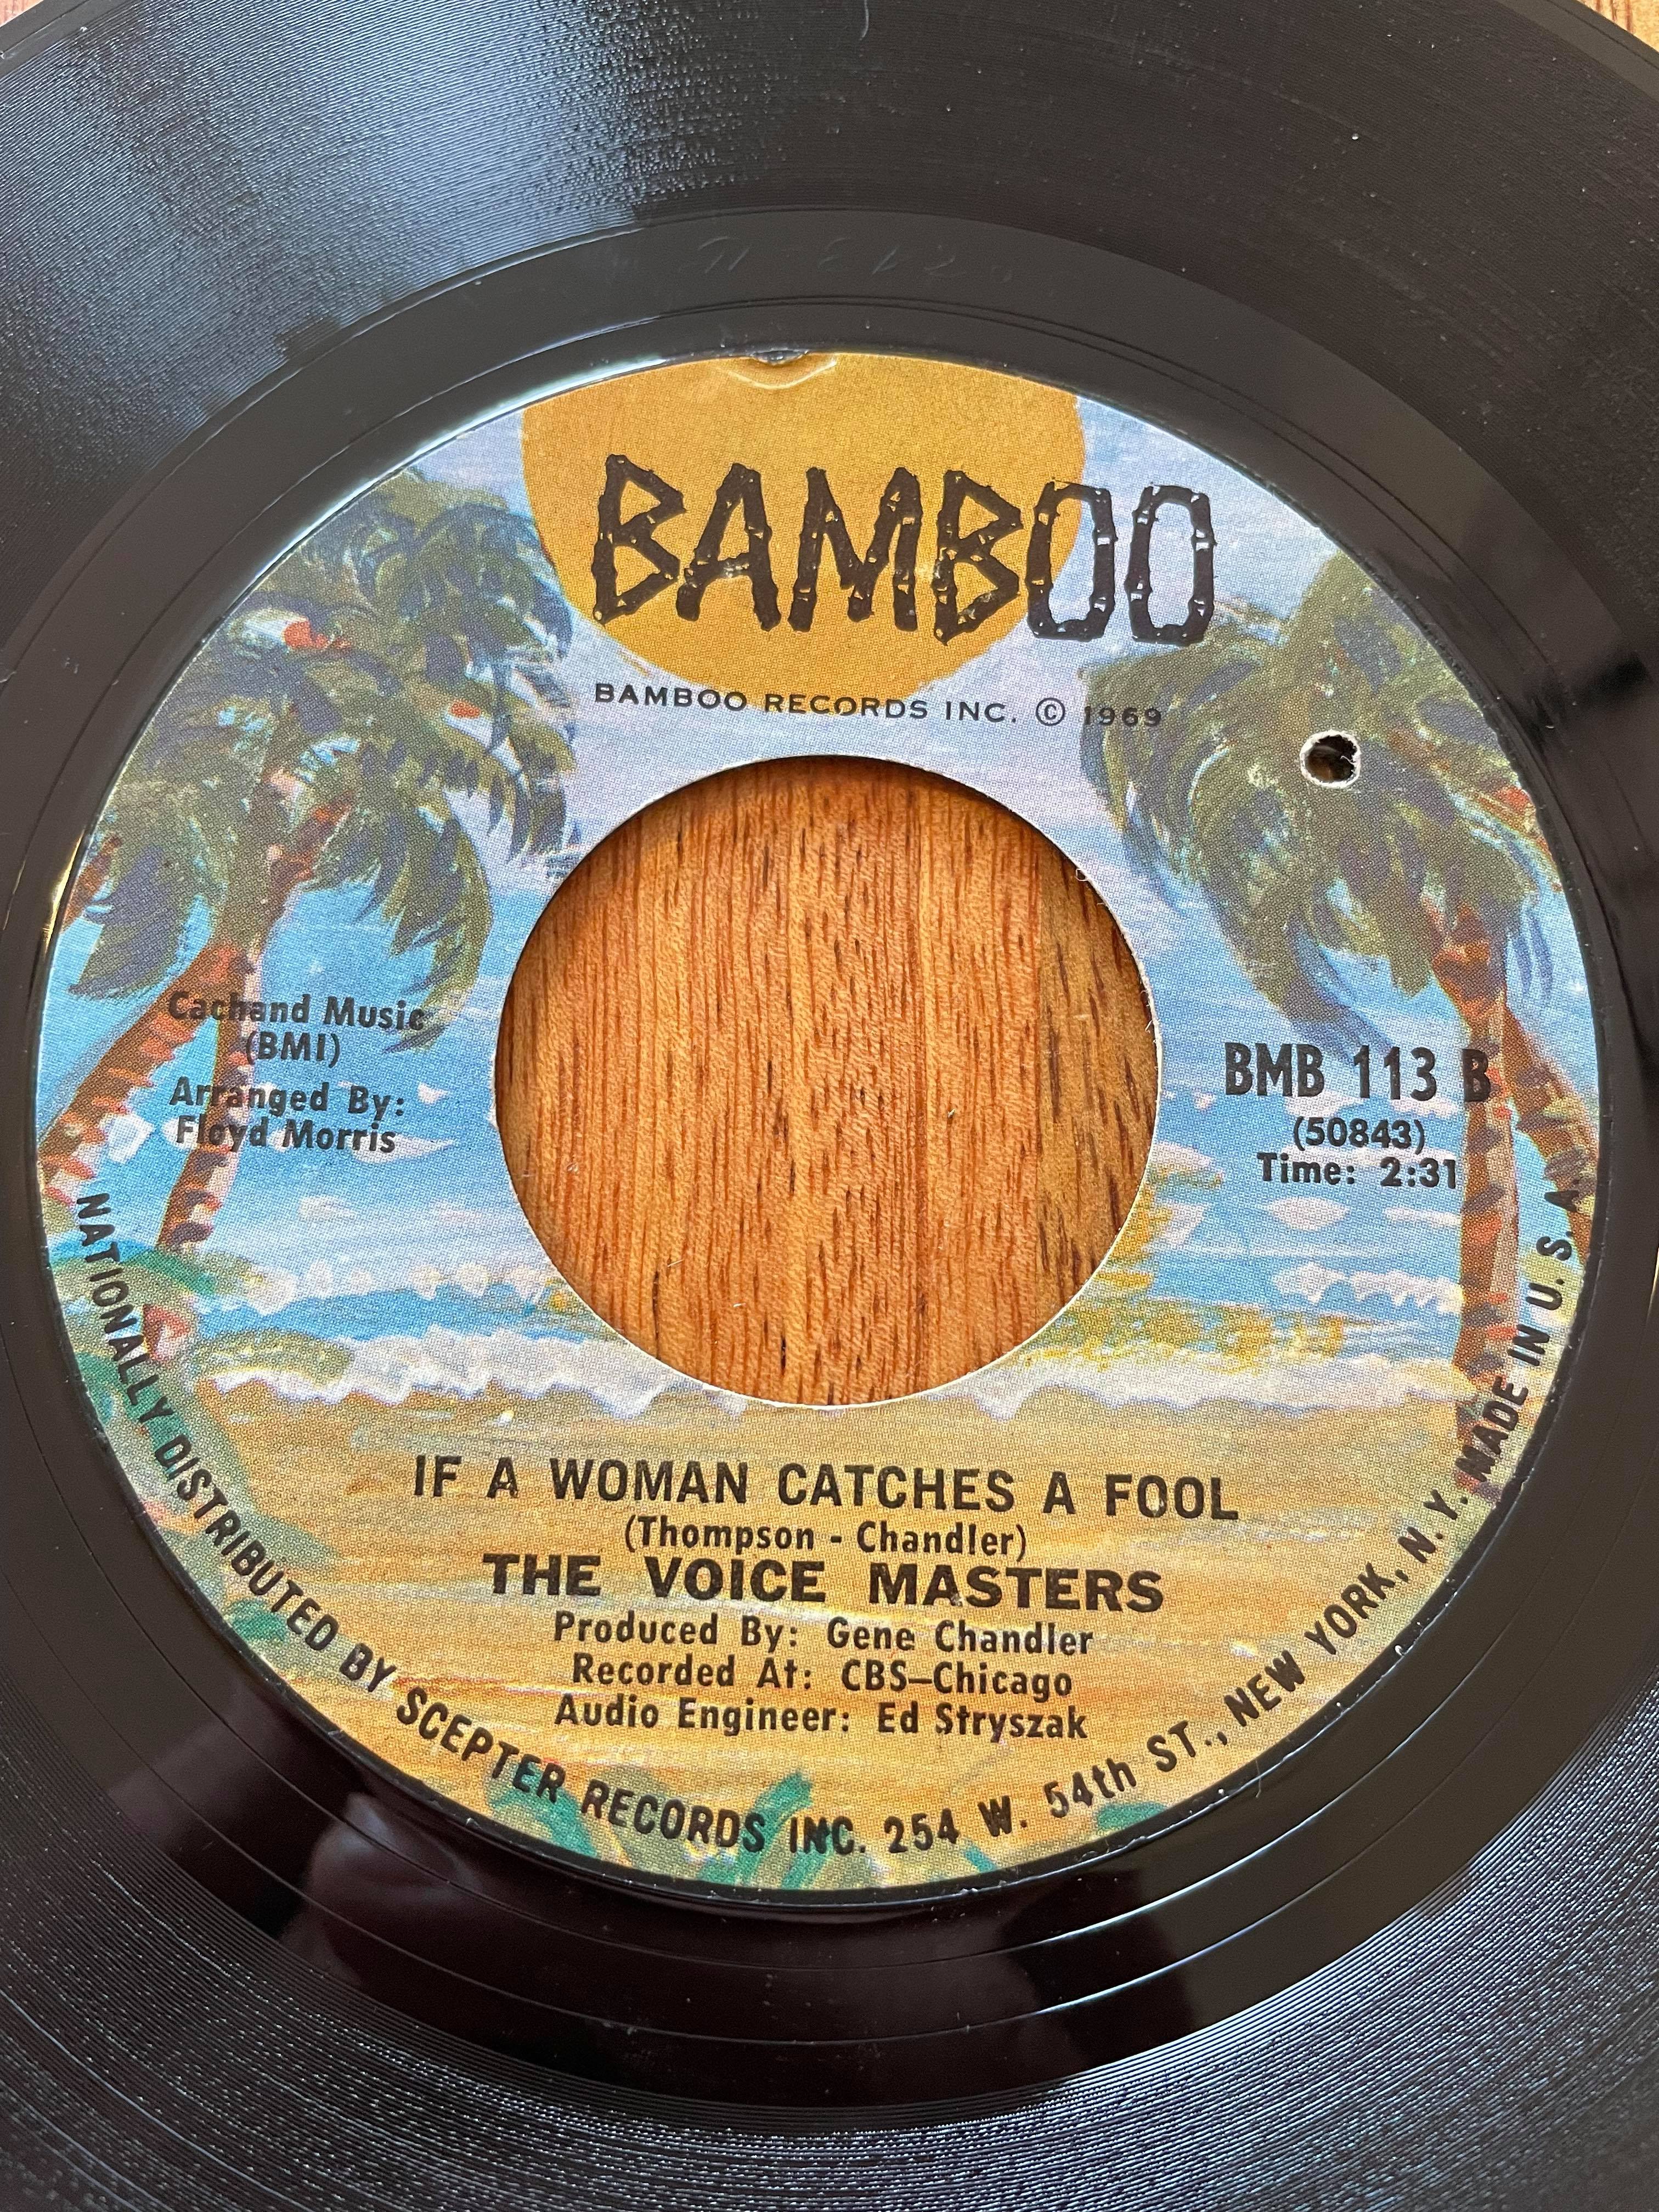 BAMBOO
BAMBOO RECORDS INC. © 1969
Cachand Music
(BMI)
Arranged By:
Floyd Morris
BMB 113 B
(50843)
Time: 2:31
IF A WOMAN CATCHES A FOOL
(Thompson - Chandler)
THE VOICE MASTERS
Produced By: Gene Chandler
Recorded At: CBS–Chicago
Audio Engineer: Ed Stryszak
NATIONALLY DISTRIBUTED BY SCEPTER RECORDS INC. 254 W. 54th ST., NEW YORK, N. Y. MADE IN U. S. A.